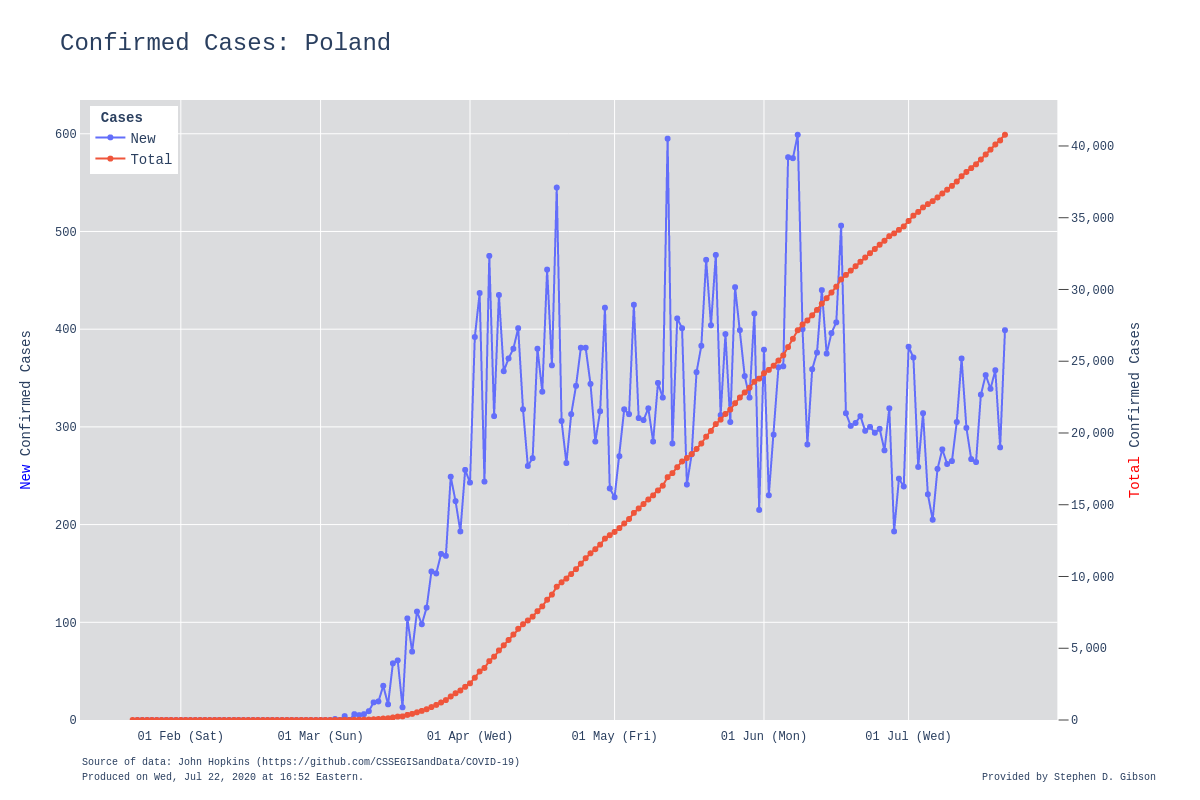 Confirmed Cases: Poland
Cases
New
Total
600
500
400
300
200
100
0
New Confirmed Cases
40,000
35,000
30,000
25,000
20,000
15,000
10,000
5,000
0
Total Confirmed Cases
01 Feb (Sat) 01 Mar (Sun) 01 Apr (Wed) 01 May (Fri) 01 Jun (Mon) 01 Jul (Wed)
Source of data: John Hopkins (https://github.com/CSSEGISandData/COVID-19)
Produced on Wed, Jul 22, 2020 at 16:52 Eastern.
Provided by Stephen D. Gibson